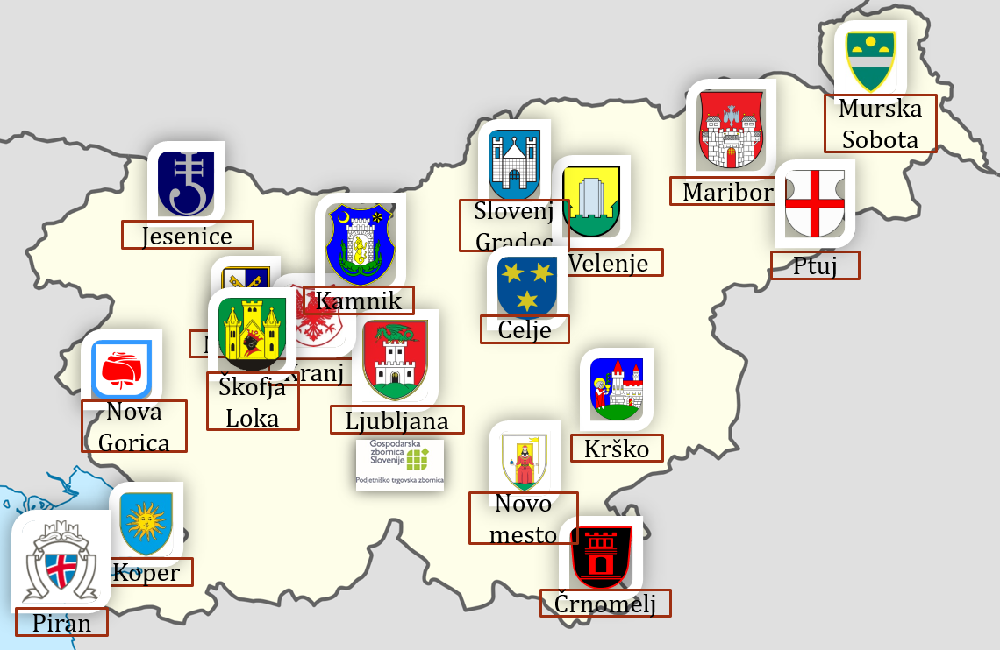 Murska
Sobota
Maribor
Jesenice
Slovenj
Gradec
Velenje
Ptuj
Kamnik
Celje
Kranj
Škofja
Loka
Ljubljana
Nova
Gorica
Krško
Gospodarska
zbornica
Slovenije
Podjetniško trgovska zbornica
Novo
mesto
Koper
Črnomelj
Piran